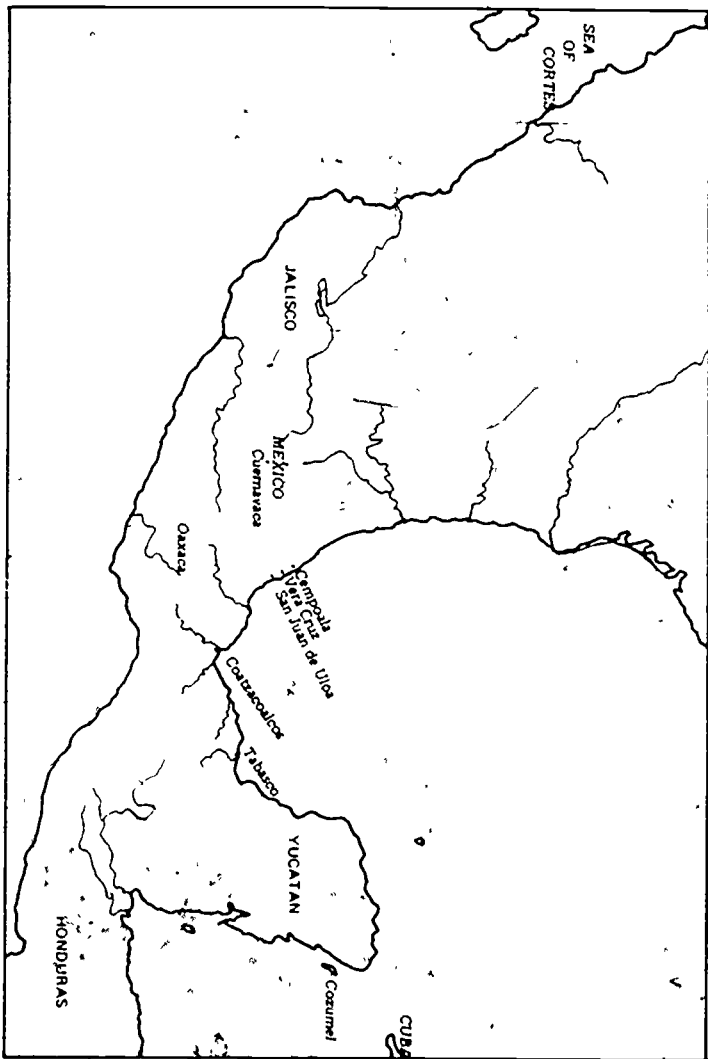 SEA
OF
CORTES
JALISCO
MEXICO
Cuernavaca
Oaxaca
Cempoala
Vera Cruz
San Juan de Uloa
Coatzacoalcos
Tabasco
YUCATAN
HONDURAS
Cozumel
CUBA